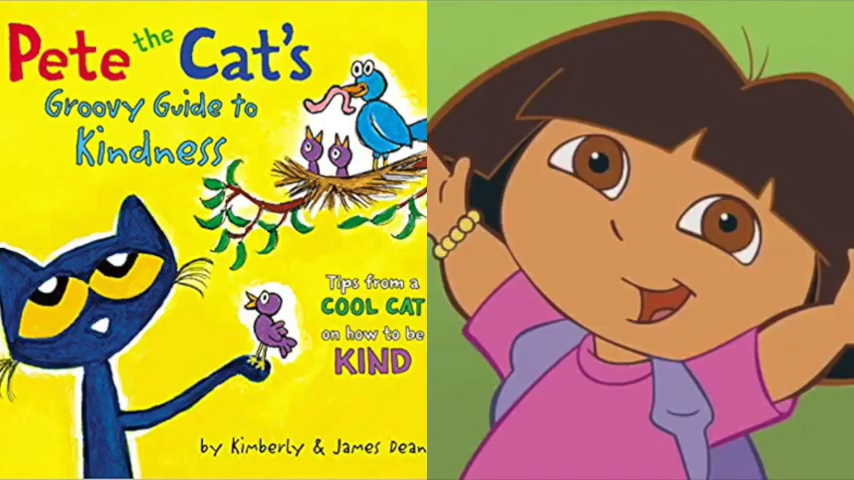 Pete the Cat's
Groovy Guide to
Kindness
Tips from a
COOL CAT
on how to be
KIND
by Kimberly & James Dean